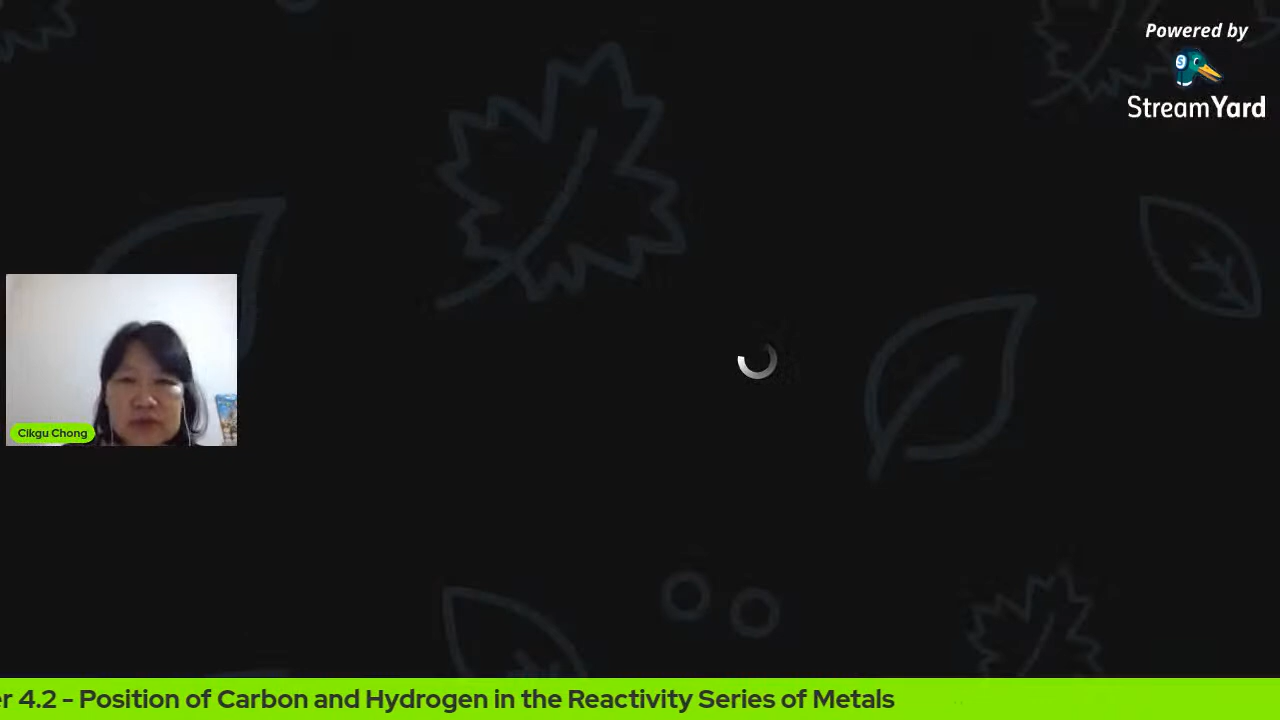 Powered by
StreamYard
Cikgu Chong
er 4.2 - Position of Carbon and Hydrogen in the Reactivity Series of Metals